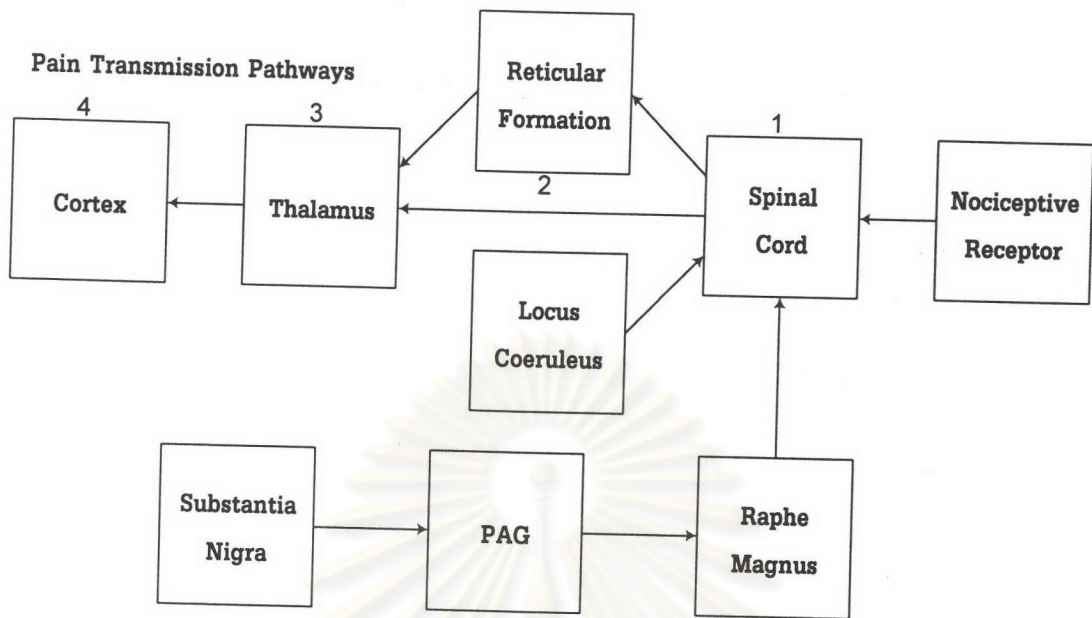 Pain Transmission Pathways
4
Cortex
3
Thalamus
Reticular
Formation
2
1
Spinal
Cord
Nociceptive
Receptor
Locus
Coeruleus
Substantia
Nigra
PAG
Raphe
Magnus